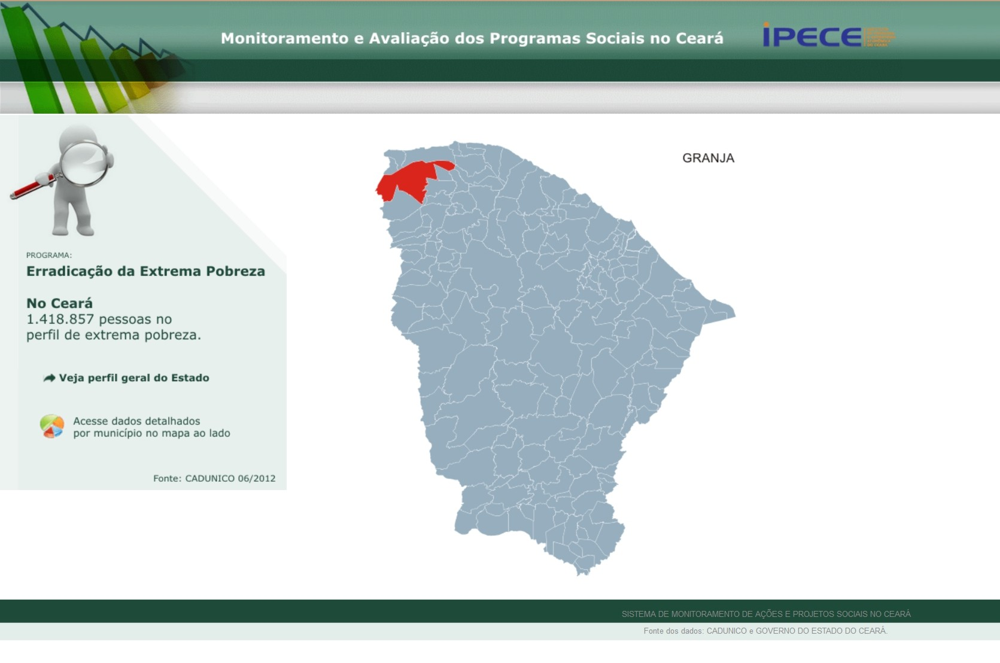 Monitoramento e Avaliação dos Programas Sociais no Ceará
iPECE
DO CEARÁ
GRANJA
PROGRAMA:
Erradicação da Extrema Pobreza
No Ceará
1.418.857 pessoas no
perfil de extrema pobreza.
Veja perfil geral do Estado
Acesse dados detalhados
por município no mapa ao lado
Fonte: CADUNICO 06/2012
SISTEMA DE MONITORAMENTO DE AÇÕES E PROJETOS SOCIAIS NO CEARÁ
Fonte dos dados: CADUNICO e GOVERNO DO ESTADO DO CEARÁ.